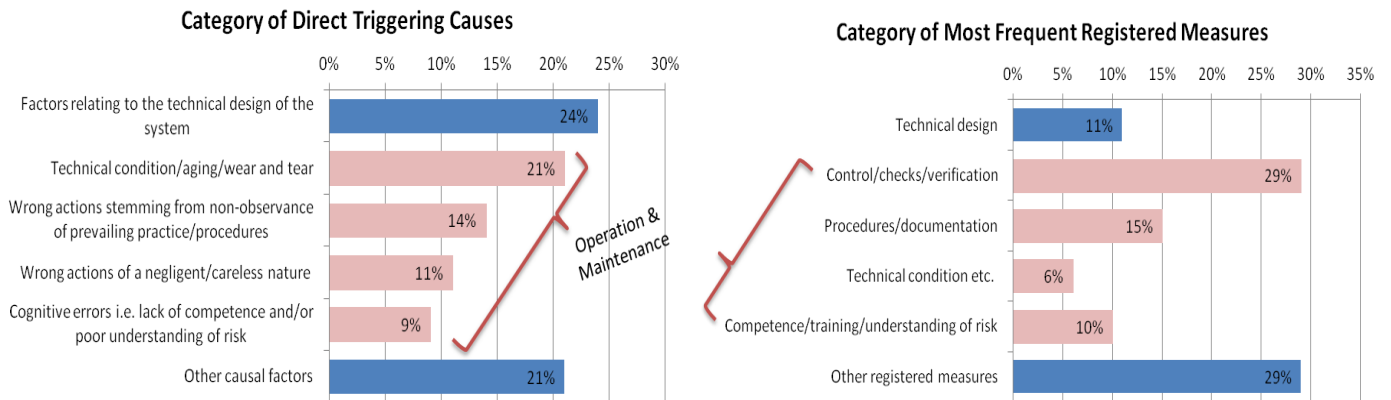 Category of Direct Triggering Causes
0% 5% 10% 15% 20% 25% 30%
Factors relating to the technical design of the
system
24%
Technical condition/aging/wear and tear
21%
Wrong actions stemming from non-observance
of prevailing practice/procedures
14%
Wrong actions of a negligent/careless nature
11%
Cognitive errors i.e. lack of competence and/or
poor understanding of risk
9%
Other causal factors
21%
Operation &
Maintenance
Category of Most Frequent Registered Measures
0% 5% 10% 15% 20% 25% 30% 35%
Technical design
11%
Control/checks/verification
29%
Procedures/documentation
15%
Technical condition etc.
6%
Competence/training/understanding of risk
10%
Other registered measures
29%